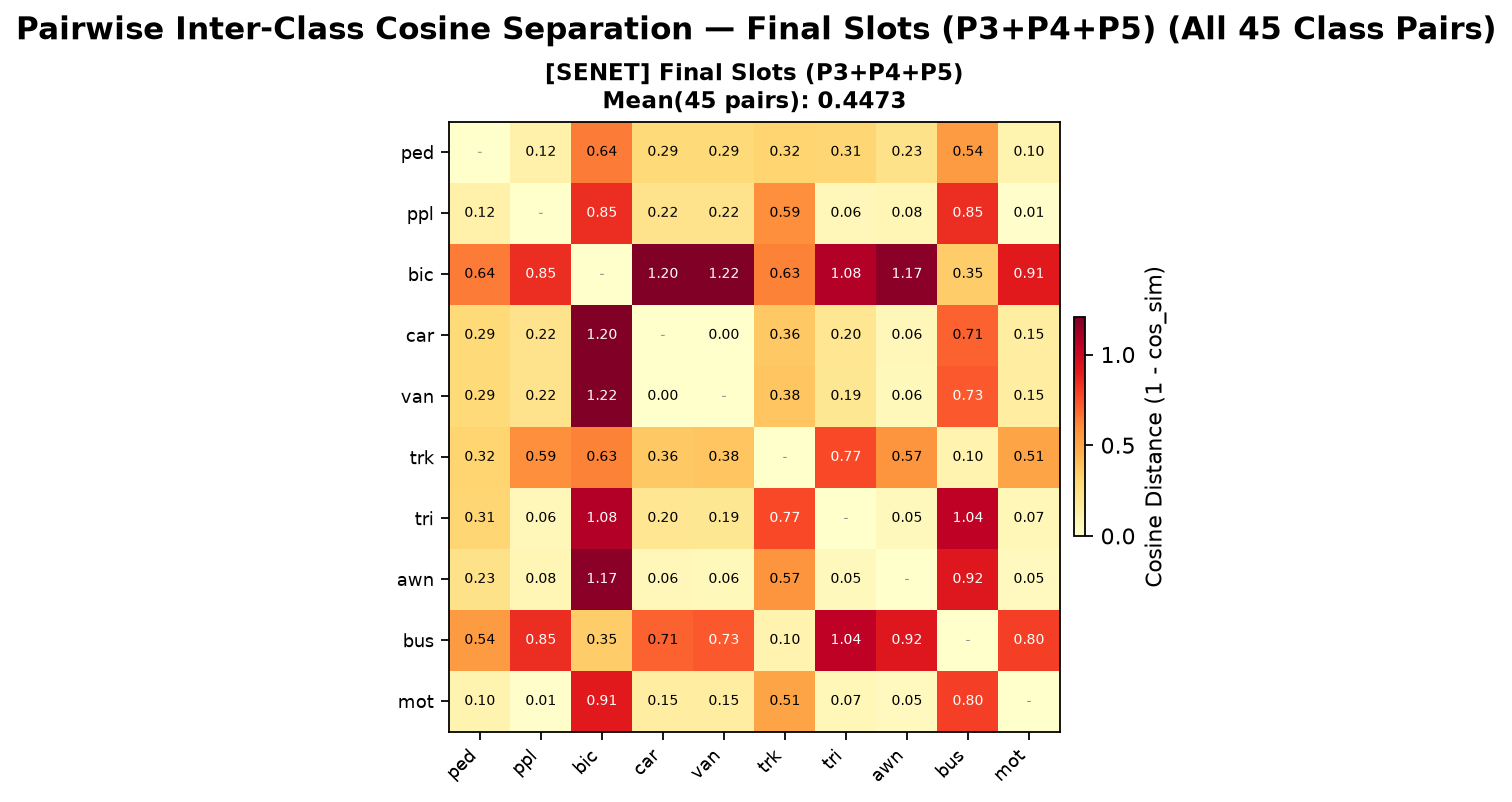 Pairwise Inter-Class Cosine Separation — Final Slots (P3+P4+P5) (All 45 Class Pairs)
[SENET] Final Slots (P3+P4+P5)
Mean(45 pairs): 0.4473
ped - 0.12 0.64 0.29 0.29 0.32 0.31 0.23 0.54 0.10
ppl 0.12 - 0.85 0.22 0.22 0.59 0.06 0.08 0.85 0.01
bic 0.64 0.85 - 1.20 1.22 0.63 1.08 1.17 0.35 0.91
car 0.29 0.22 1.20 - 0.00 0.36 0.20 0.06 0.71 0.15
van 0.29 0.22 1.22 0.00 - 0.38 0.19 0.06 0.73 0.15
trk 0.32 0.59 0.63 0.36 0.38 - 0.77 0.57 0.10 0.51
tri 0.31 0.06 1.08 0.20 0.19 0.77 - 0.05 1.04 0.07
awn 0.23 0.08 1.17 0.06 0.06 0.57 0.05 - 0.92 0.05
bus 0.54 0.85 0.35 0.71 0.73 0.10 1.04 0.92 - 0.80
mot 0.10 0.01 0.91 0.15 0.15 0.51 0.07 0.05 0.80 -
ped ppl bic car van trk tri awn bus mot
1.0
0.5
0.0
Cosine Distance (1 - cos_sim)